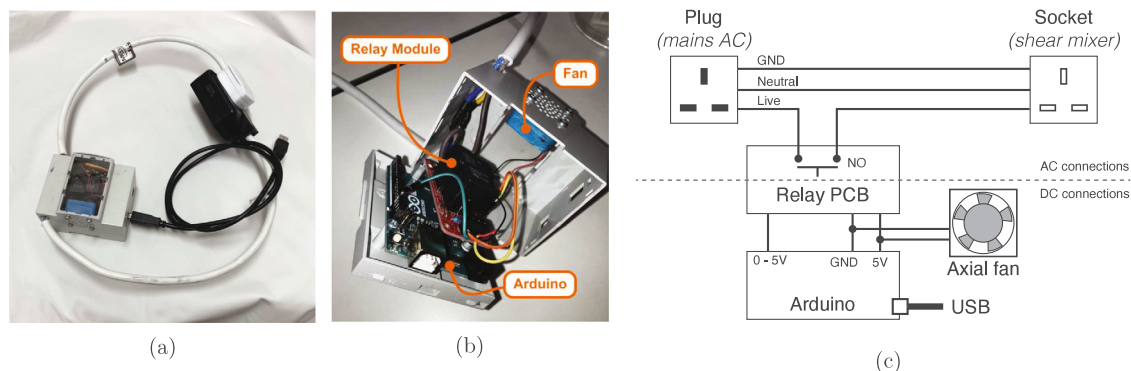 Relay Module
Fan
Arduino
Plug
(mains AC)
Socket
(shear mixer)
GND
Neutral
Live
NO
AC connections
DC connections
Relay PCB
0 - 5V
GND
5V
Axial fan
Arduino
USB
(a)
(b)
(c)